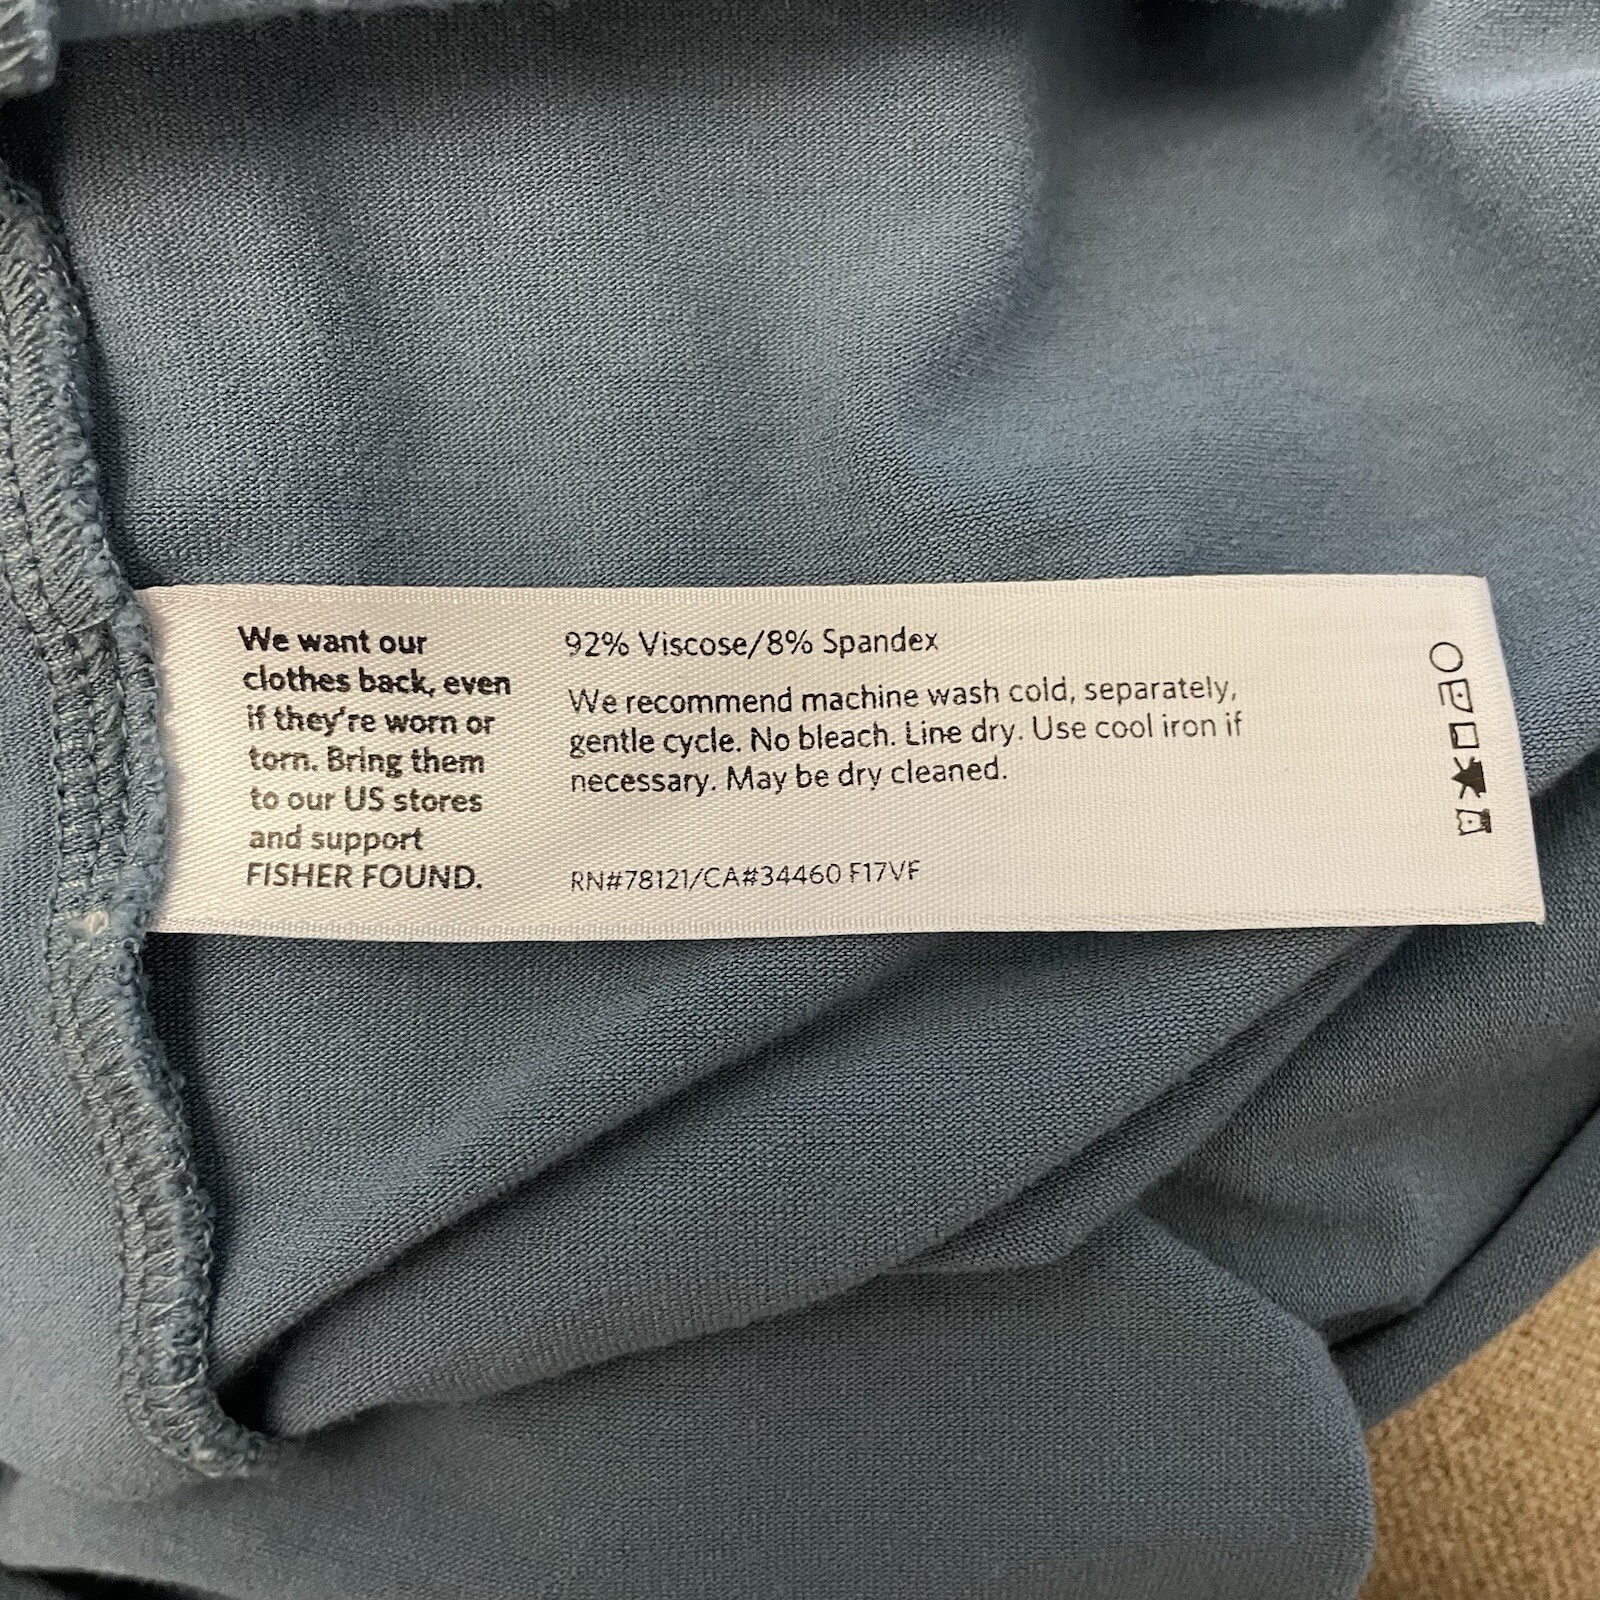 We want our
clothes back, even
if they're worn or
torn. Bring them
to our US stores
and support
FISHER FOUND.
92% Viscose/8% Spandex
We recommend machine wash cold, separately,
gentle cycle. No bleach. Line dry. Use cool iron if
necessary. May be dry cleaned.
RN#78121/CA#34460 F17VF